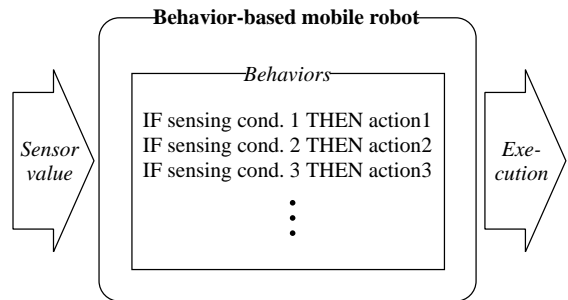 Behavior-based mobile robot
Behaviors
IF sensing cond. 1 THEN action1
IF sensing cond. 2 THEN action2
IF sensing cond. 3 THEN action3
Sensor
value
Exe-
cution